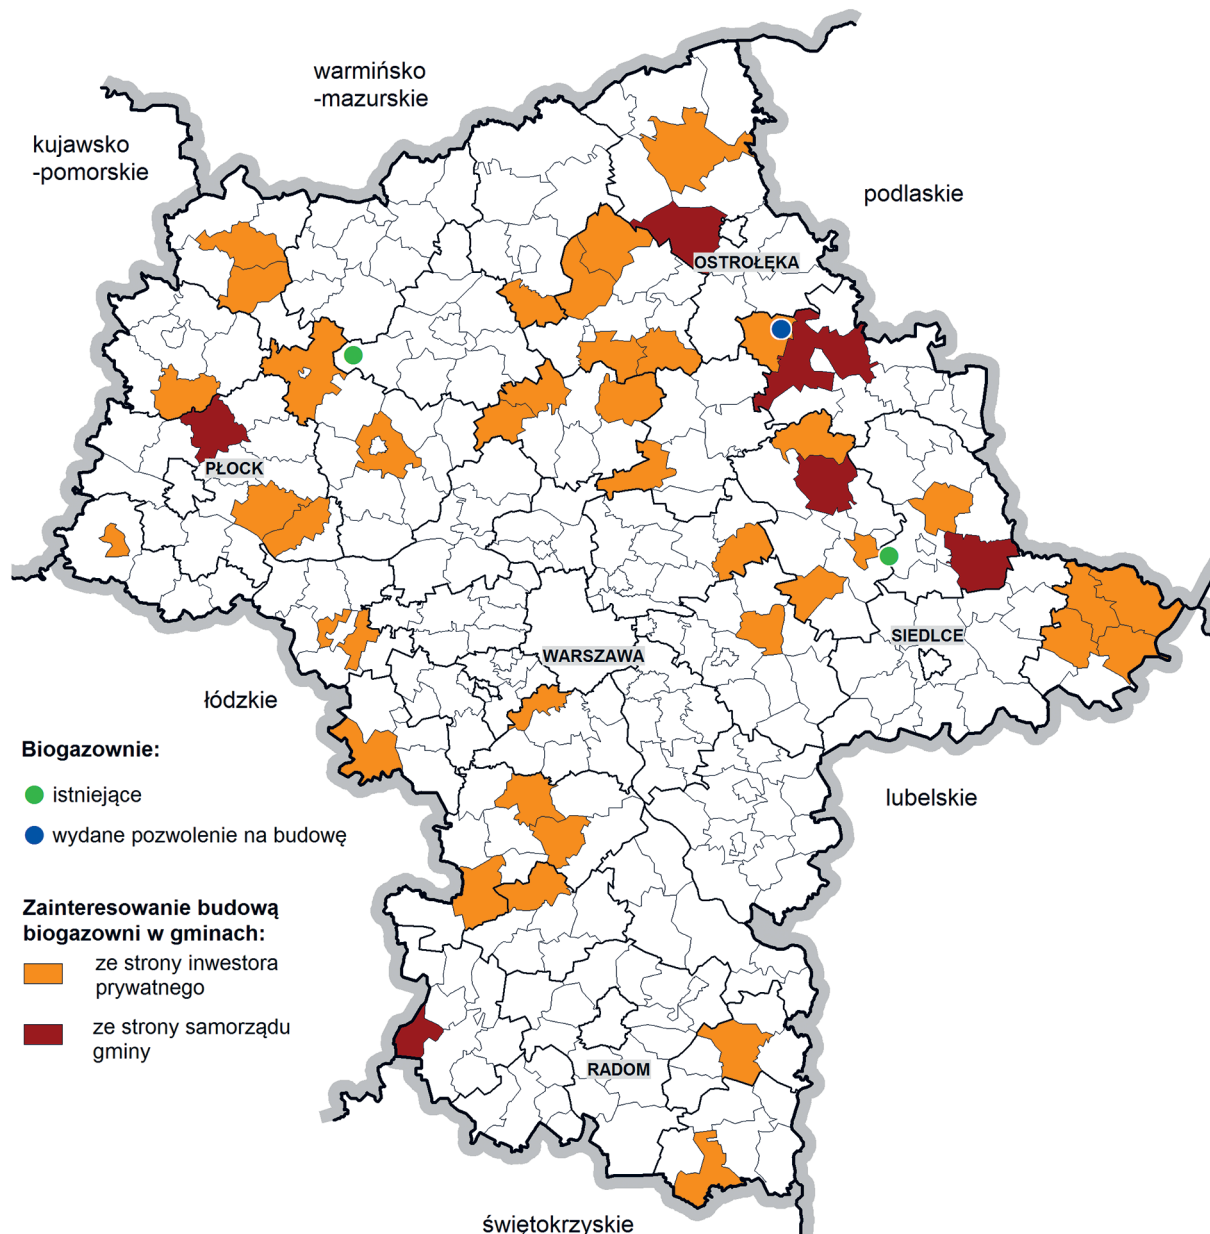 warmińsko
-mazurskie
kujawsko
-pomorskie
podlaskie
OSTROŁĘKA
PŁOCK
SIEDLCE
WARSZAWA
łódzkie
Biogazownie:
istniejące
wydane pozwolenie na budowę
lubelskie
Zainteresowanie budową
biogazowni w gminach:
ze strony inwestora
prywatnego
ze strony samorządu
gminy
RADOM
świętokrzyskie